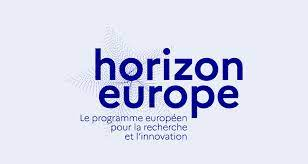 horizon
europe
Le programme européen
pour la recherche
et l'innovation